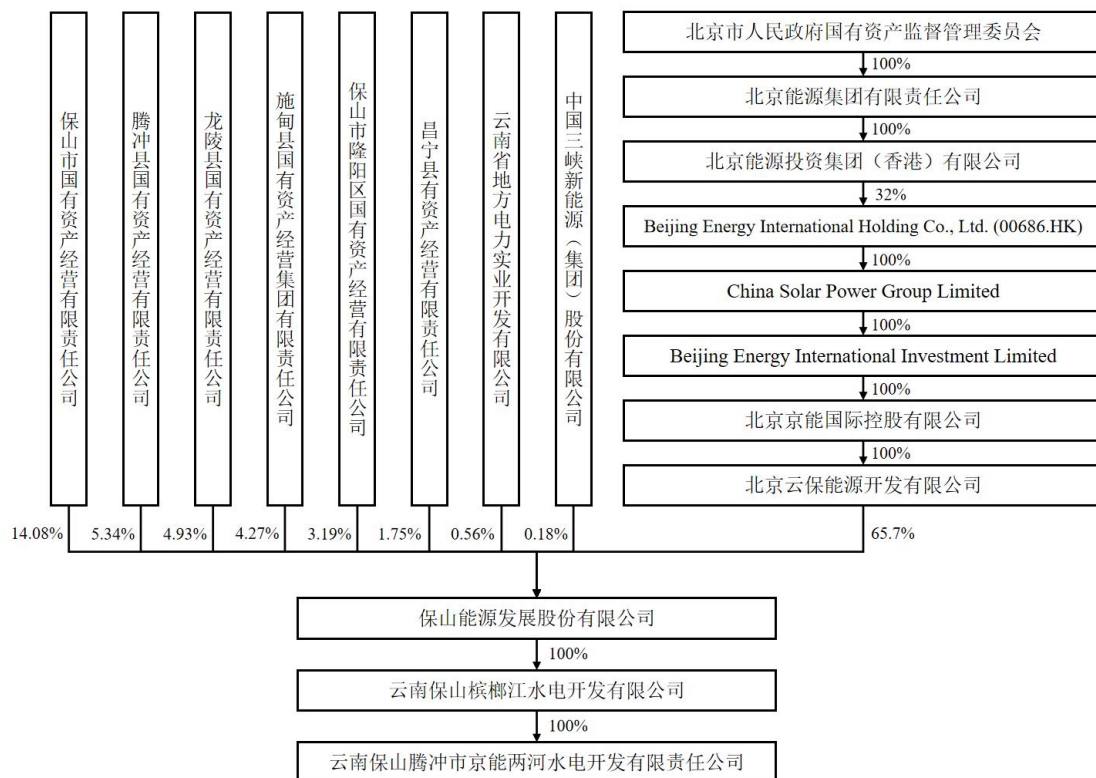 保山市国有资产经营有限责任公司
腾冲县国有资产经营有限责任公司
龙陵县国有资产经营有限责任公司
施甸县国有资产经营集团有限责任公司
保山市隆阳区国有资产经营有限责任公司
昌宁县有资产经营有限责任公司
云南省地方电力实业开发有限公司
中国三峡新能源（集团）股份有限公司
北京市人民政府国有资产监督管理委员会
100%
北京能源集团有限责任公司
100%
北京能源投资集团（香港）有限公司
32%
Beijing Energy International Holding Co., Ltd. (00686.HK)
100%
China Solar Power Group Limited
100%
Beijing Energy International Investment Limited
100%
北京京能国际控股有限公司
100%
北京云保能源开发有限公司
14.08%
5.34%
4.93%
4.27%
3.19%
1.75%
0.56%
0.18%
65.7%
保山能源发展股份有限公司
100%
云南保山槟榔江水电开发有限公司
100%
云南保山腾冲市京能两河水电开发有限责任公司